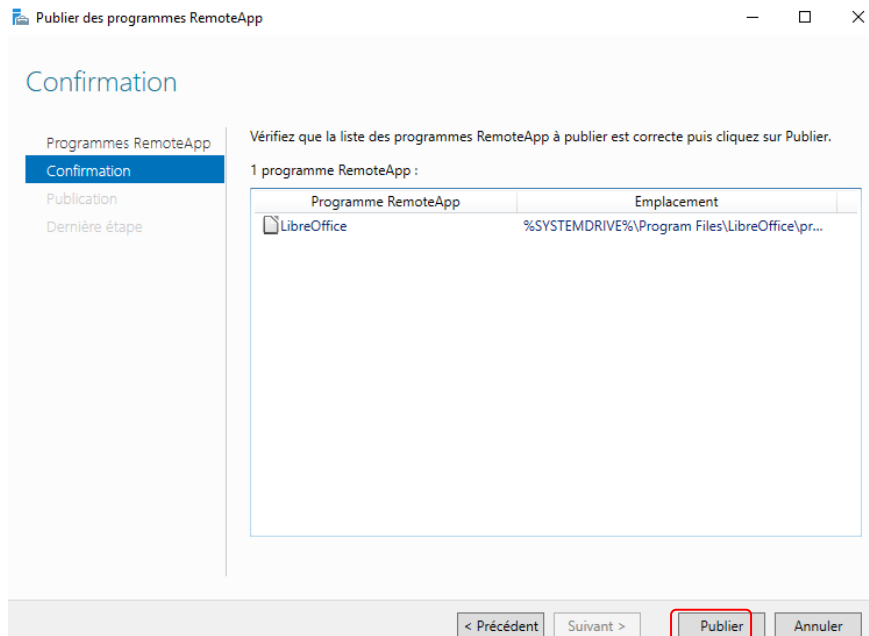 Publier des programmes RemoteApp
Confirmation
Programmes RemoteApp
Confirmation
Publication
Dernière étape
Vérifiez que la liste des programmes RemoteApp à publier est correcte puis cliquez sur Publier.
1 programme RemoteApp :
Programme RemoteApp Emplacement
LibreOffice %SYSTEMDRIVE%\Program Files\LibreOffice\pr...
< Précédent Suivant > Publier Annuler